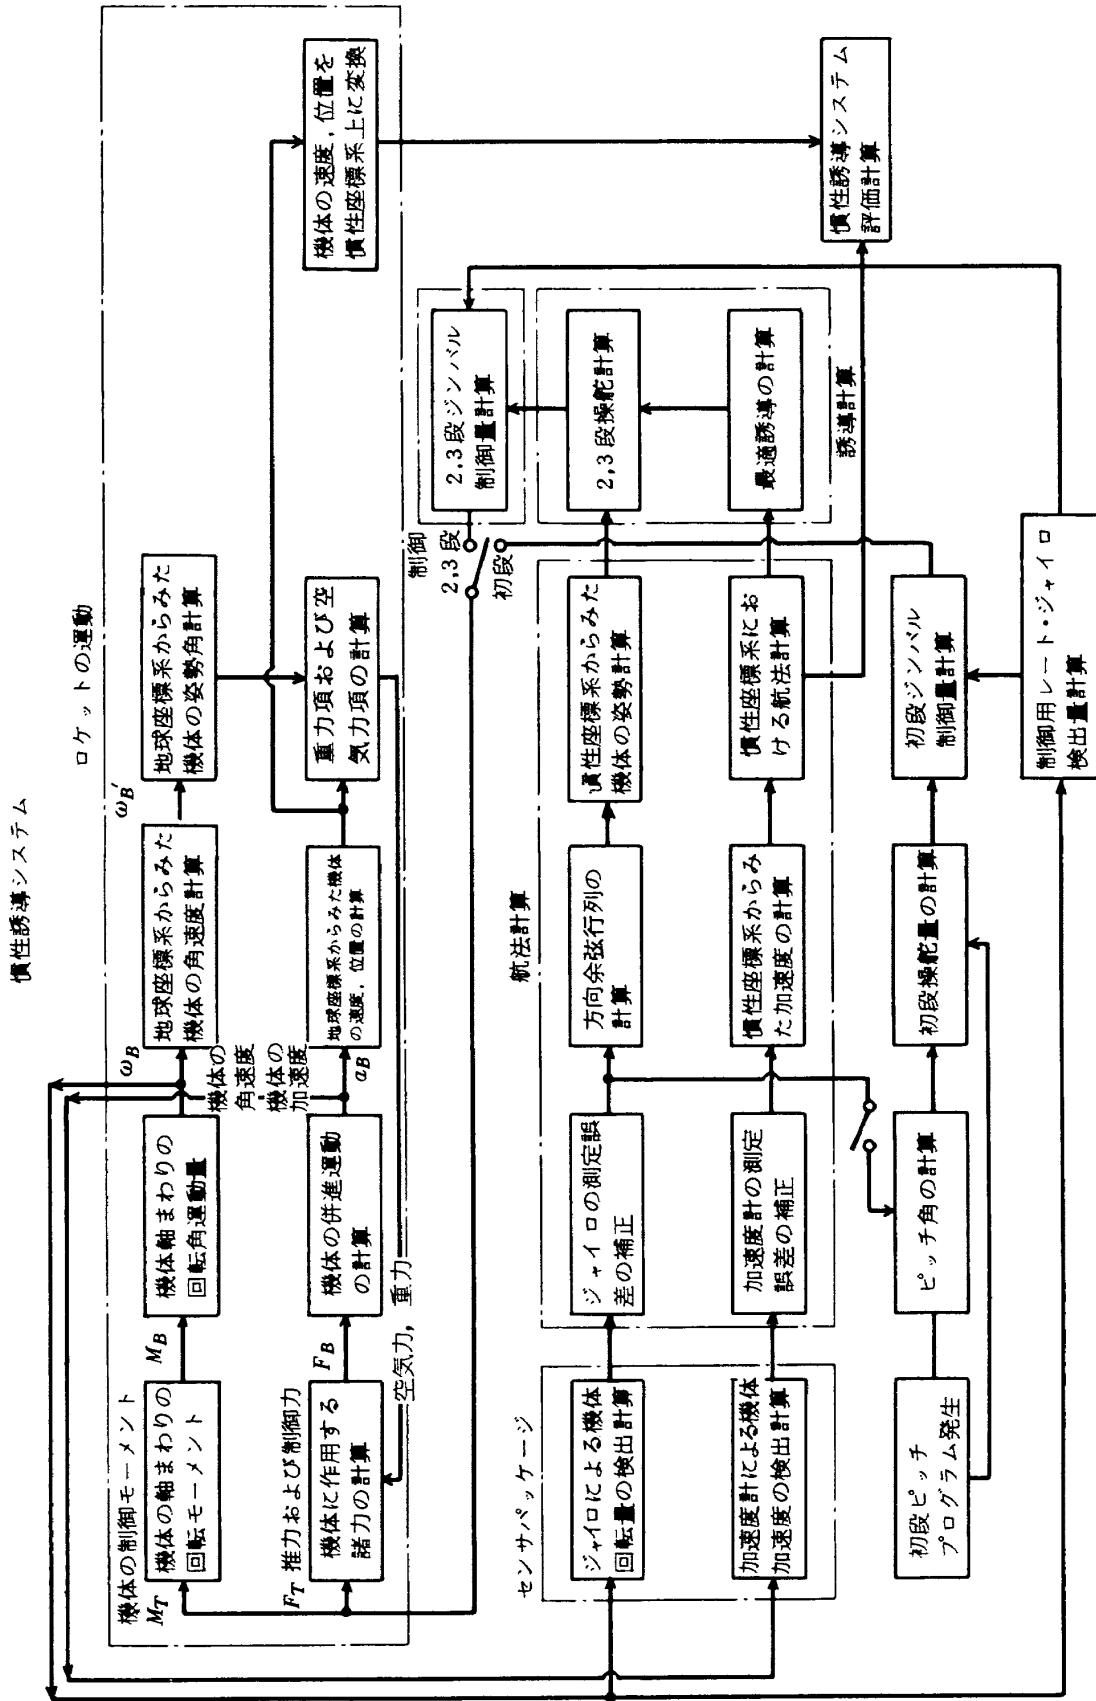 慣性誘導システム
ロケットの運動
機体の制御モーメント
M_T
機体の軸まわりの
回転モーメント
M_B
機体軸まわりの
回転角運動量
ω_B
機体の
角速度
地球座標系からみた
機体の角速度計算
ω_B′
地球座標系からみた
機体の姿勢角計算
F_T 推力および制御力
機体に作用する
諸力の計算
F_B
機体の併進運動
の計算
機体の
加速度
a_B
地球座標系からみた機体
の速度，位置の計算
重力項および空
気力項の計算
機体の速度，位置を
慣性座標系上に変換
空気力，重力
制御
2,3段
初段
2,3段ジンバル
制御量計算
センサパッケージ
ジャイロによる機体
回転量の検出計算
加速度計による機体
加速度の検出計算
航法計算
ジャイロの測定誤
差の補正
方向余弦行列の
計算
慣性座標系からみた
機体の姿勢計算
2,3段操舵計算
加速度計の測定
誤差の補正
慣性座標系からみ
た加速度の計算
慣性座標系にお
ける航法計算
最適誘導の計算
誘導計算
慣性誘導システム
評価計算
初段ピッチ
プログラム発生
ピッチ角の計算
初段操舵量の計算
初段ジンバル
制御量計算
制御用レート・ジャイロ
検出量計算